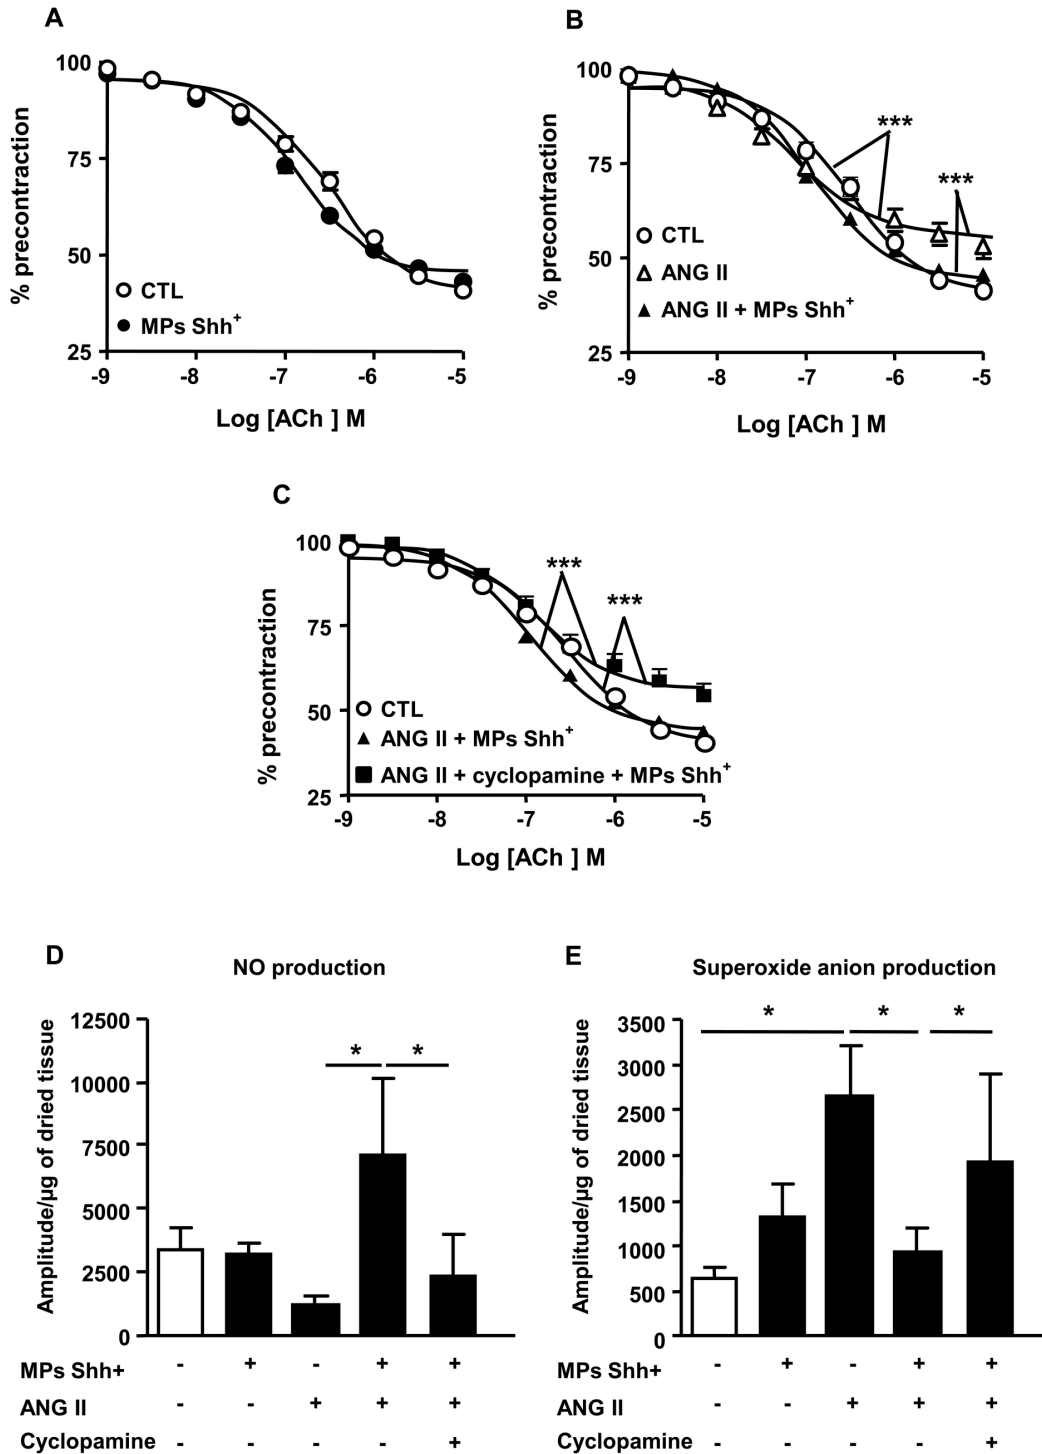 A
% precontraction
100
75
50
25
CTL
MPs Shh+
-9 -8 -7 -6 -5
Log [ACh ] M
B
% precontraction
100
75
50
25
***
***
CTL
ANG II
ANG II + MPs Shh+
-9 -8 -7 -6 -5
Log [ACh ] M
C
% precontraction
100
75
50
25
***
***
CTL
ANG II + MPs Shh+
ANG II + cyclopamine + MPs Shh+
-9 -8 -7 -6 -5
Log [ACh ] M
D
NO production
Amplitude/µg of dried tissue
12500
10000
7500
5000
2500
0
* *
MPs Shh+ - + - + +
ANG II - - + + +
Cyclopamine - - - - +
E
Superoxide anion production
Amplitude/µg of dried tissue
3500
3000
2500
2000
1500
1000
500
0
* * *
MPs Shh+ - + - + +
ANG II - - + + +
Cyclopamine - - - - +